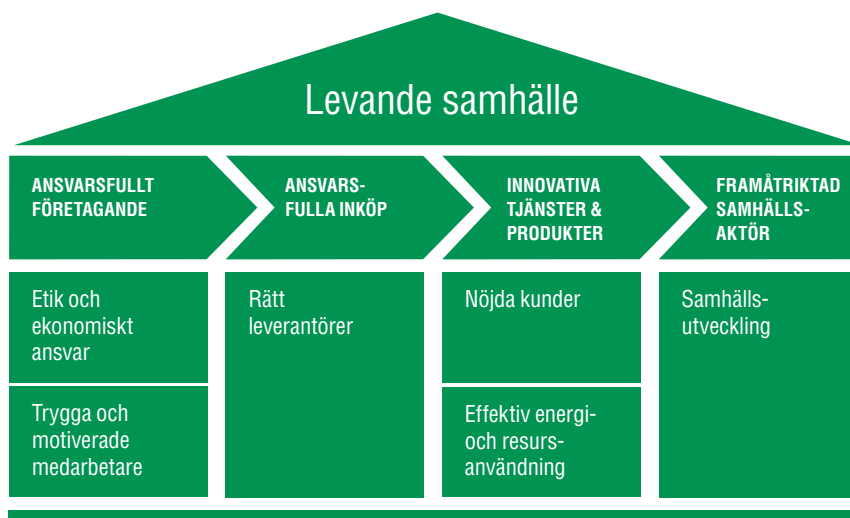 Levande samhälle
ANSVARSFULLT
FÖRETAGANDE
ANSVARS-
FULLA INKÖP
INNOVATIVA
TJÄNSTER &
PRODUKTER
FRAMÅTRIKTAD
SAMHÄLLS-
AKTÖR
Etik och
ekonomiskt
ansvar
Trygga och
motiverade
medarbetare
Rätt
leverantörer
Nöjda kunder
Effektiv energi-
och resurs-
användning
Samhälls-
utveckling